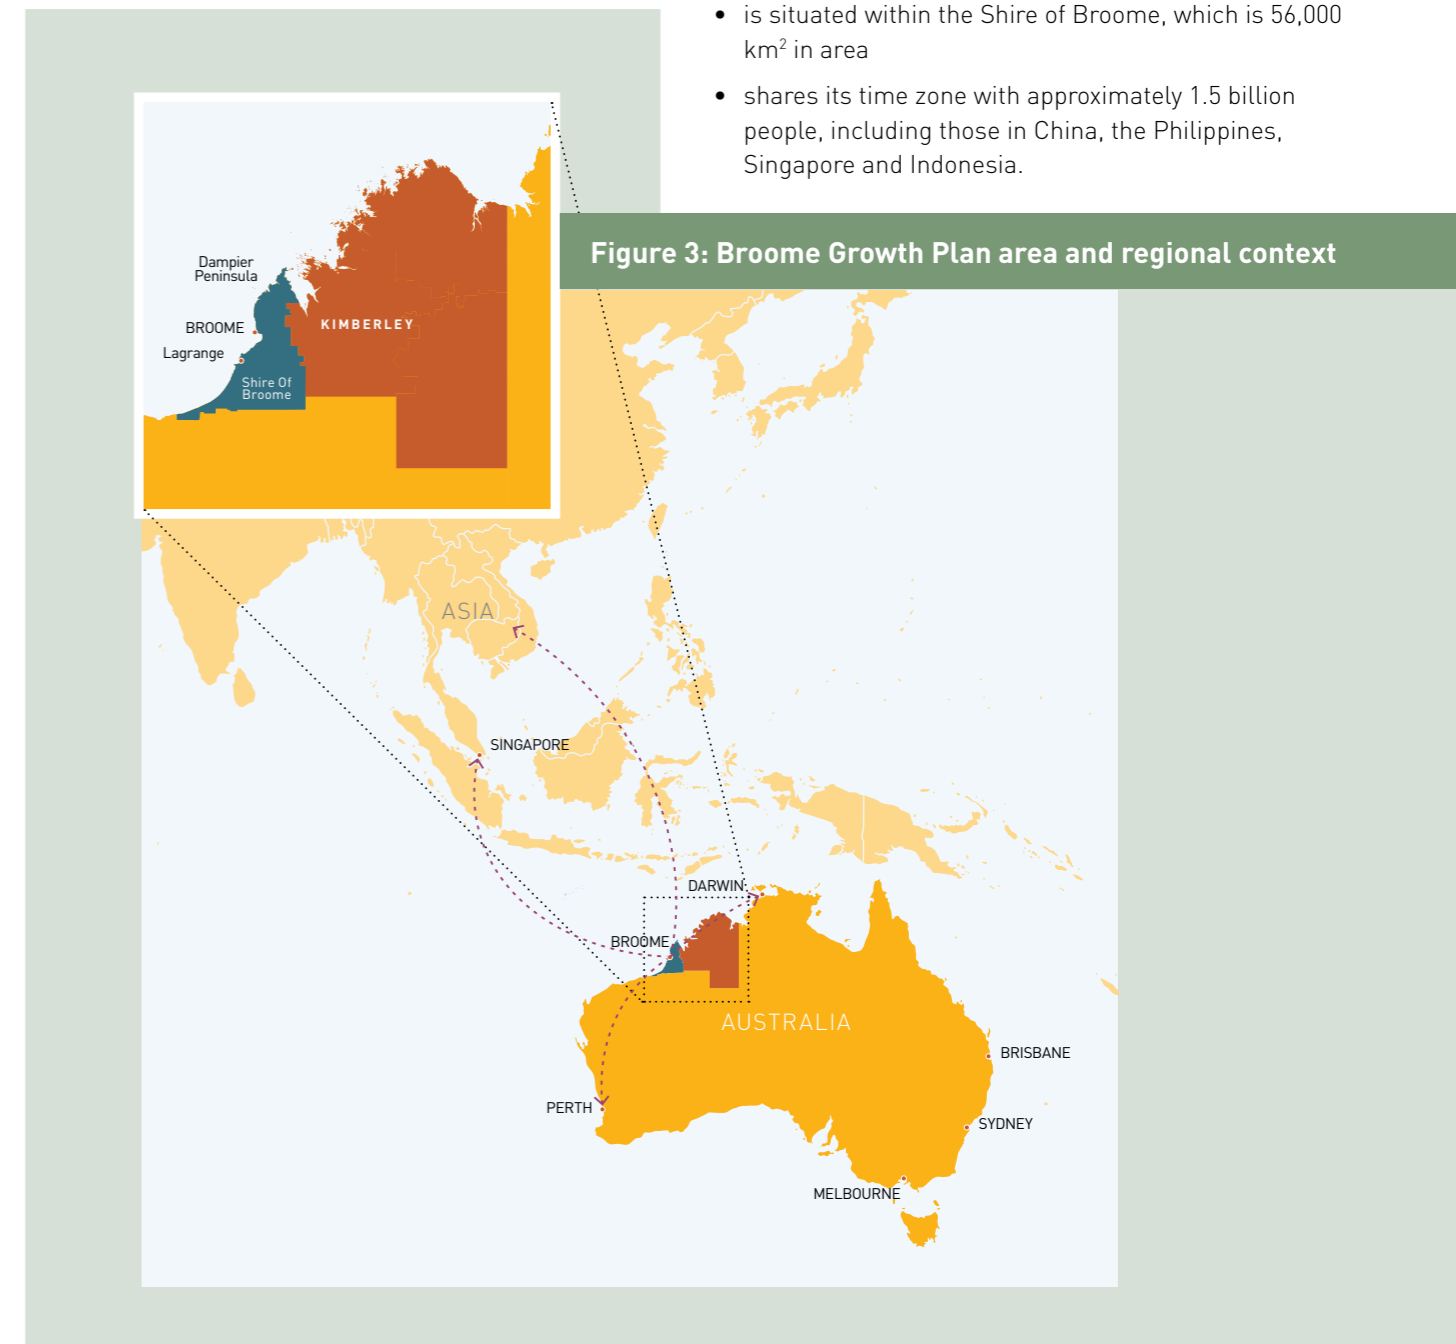 • is situated within the Shire of Broome, which is 56,000
km² in area
• shares its time zone with approximately 1.5 billion
people, including those in China, the Philippines,
Singapore and Indonesia.
Figure 3: Broome Growth Plan area and regional context
Dampier
Peninsula
BROOME
KIMBERLEY
Lagrange
Shire Of
Broome
ASIA
SINGAPORE
DARWIN
BROOME
AUSTRALIA
BRISBANE
PERTH
SYDNEY
MELBOURNE